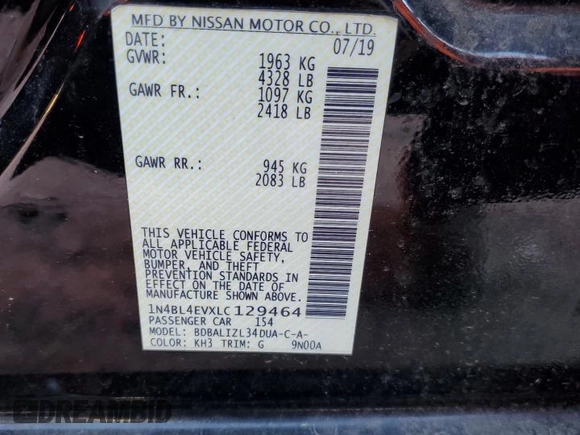 MFD BY NISSAN MOTOR CO., LTD.
DATE: 07/19
GVWR: 1963 KG
4328 LB
GAWR FR.: 1097 KG
2418 LB
GAWR RR.: 945 KG
2083 LB
THIS VEHICLE CONFORMS TO
ALL APPLICABLE FEDERAL
MOTOR VEHICLE SAFETY,
BUMPER, AND THEFT
PREVENTION STANDARDS IN
EFFECT ON THE DATE OF
MANUFACTURE SHOWN ABOVE.
1N4BL4EVXLC129464
PASSENGER CAR 154
MODEL: BDBALIZL34DUA-C-A-
COLOR: KH3 TRIM: G 9N00A
DREAMBID